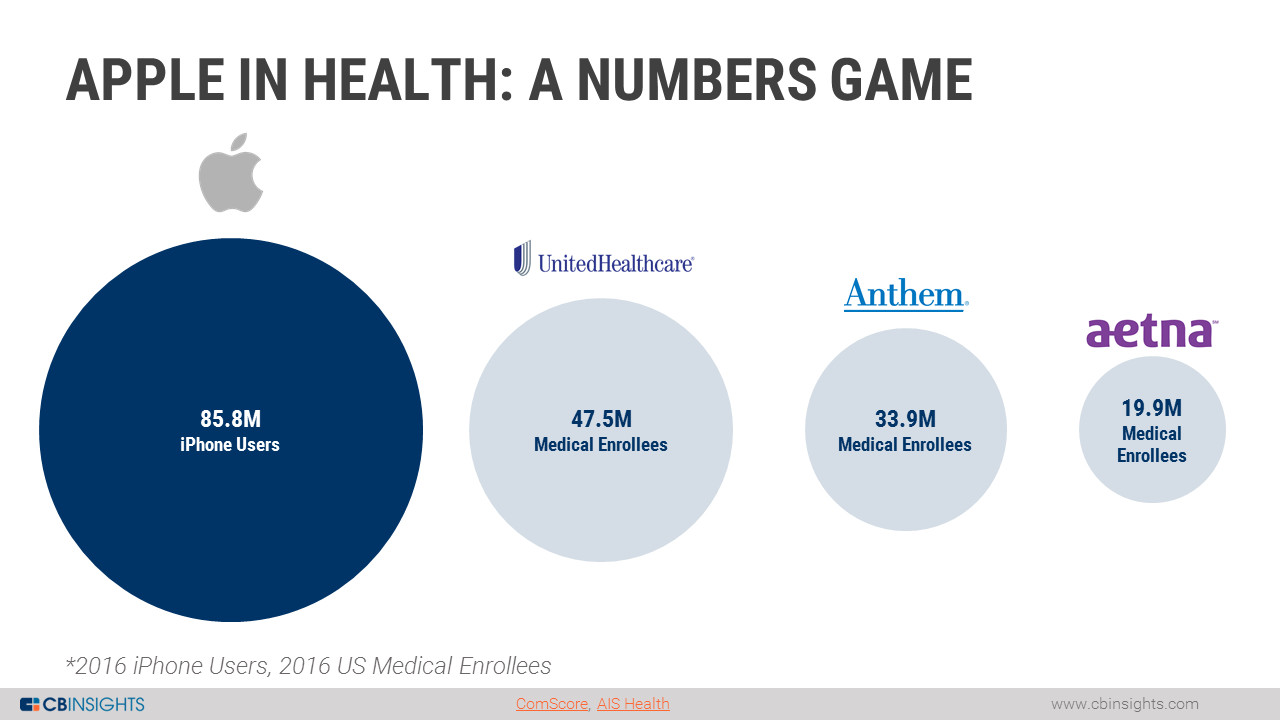 APPLE IN HEALTH: A NUMBERS GAME
UnitedHealthcare®
Anthem®
aetna℠
85.8M
iPhone Users
47.5M
Medical Enrollees
33.9M
Medical Enrollees
19.9M
Medical
Enrollees
*2016 iPhone Users, 2016 US Medical Enrollees
CBINSIGHTS
ComScore, AIS Health
www.cbinsights.com